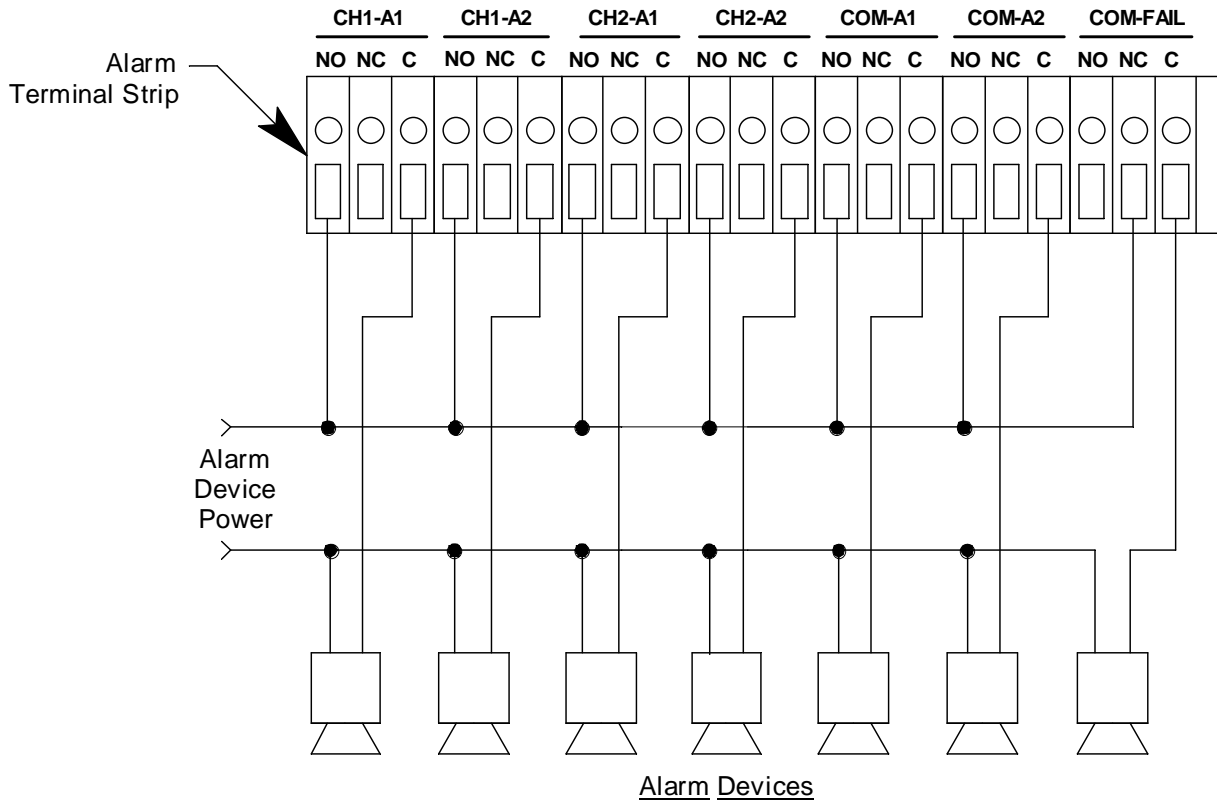 CH1-A1 CH1-A2 CH2-A1 CH2-A2 COM-A1 COM-A2 COM-FAIL
NO NC C NO NC C NO NC C NO NC C NO NC C NO NC C NO NC C
Alarm
Terminal Strip
Alarm
Device
Power
Alarm Devices